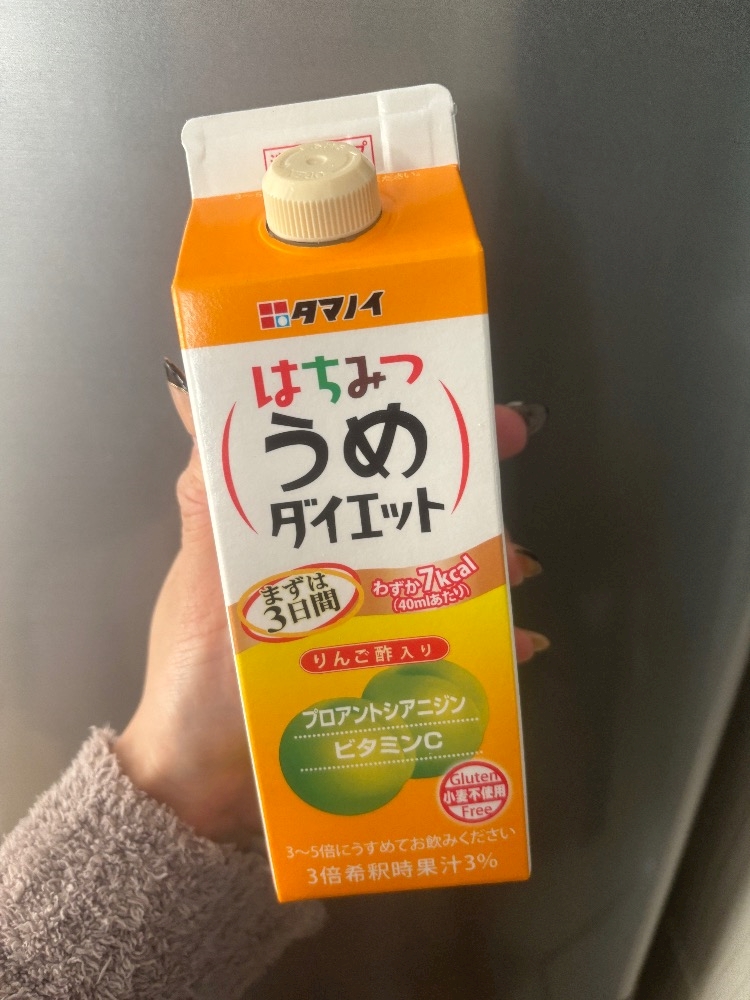 タマノイ
はちみつ
うめ
ダイエット
まずは
3日間
わずか7kcal
(40mlあたり)
りんご酢入り
プロアントシアニジン
ビタミンC
Gluten
小麦不使用
Free
3〜5倍にうすめてお飲みください
3倍希釈時果汁3%